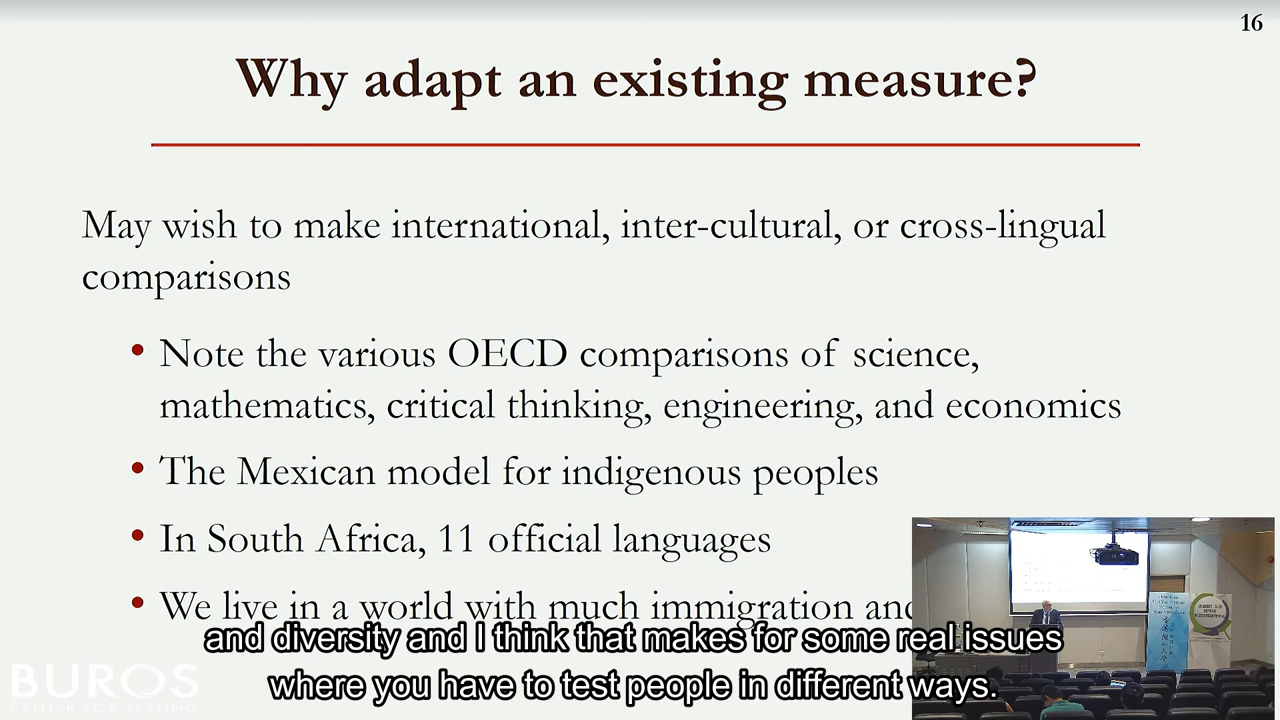 16
Why adapt an existing measure?
May wish to make international, inter-cultural, or cross-lingual
comparisons
• Note the various OECD comparisons of science,
mathematics, critical thinking, engineering, and economics
• The Mexican model for indigenous peoples
• In South Africa, 11 official languages
• We live in a world with much immigration and
and diversity and I think that makes for some real issues
where you have to test people in different ways.
BUROS
CENTER FOR TESTING